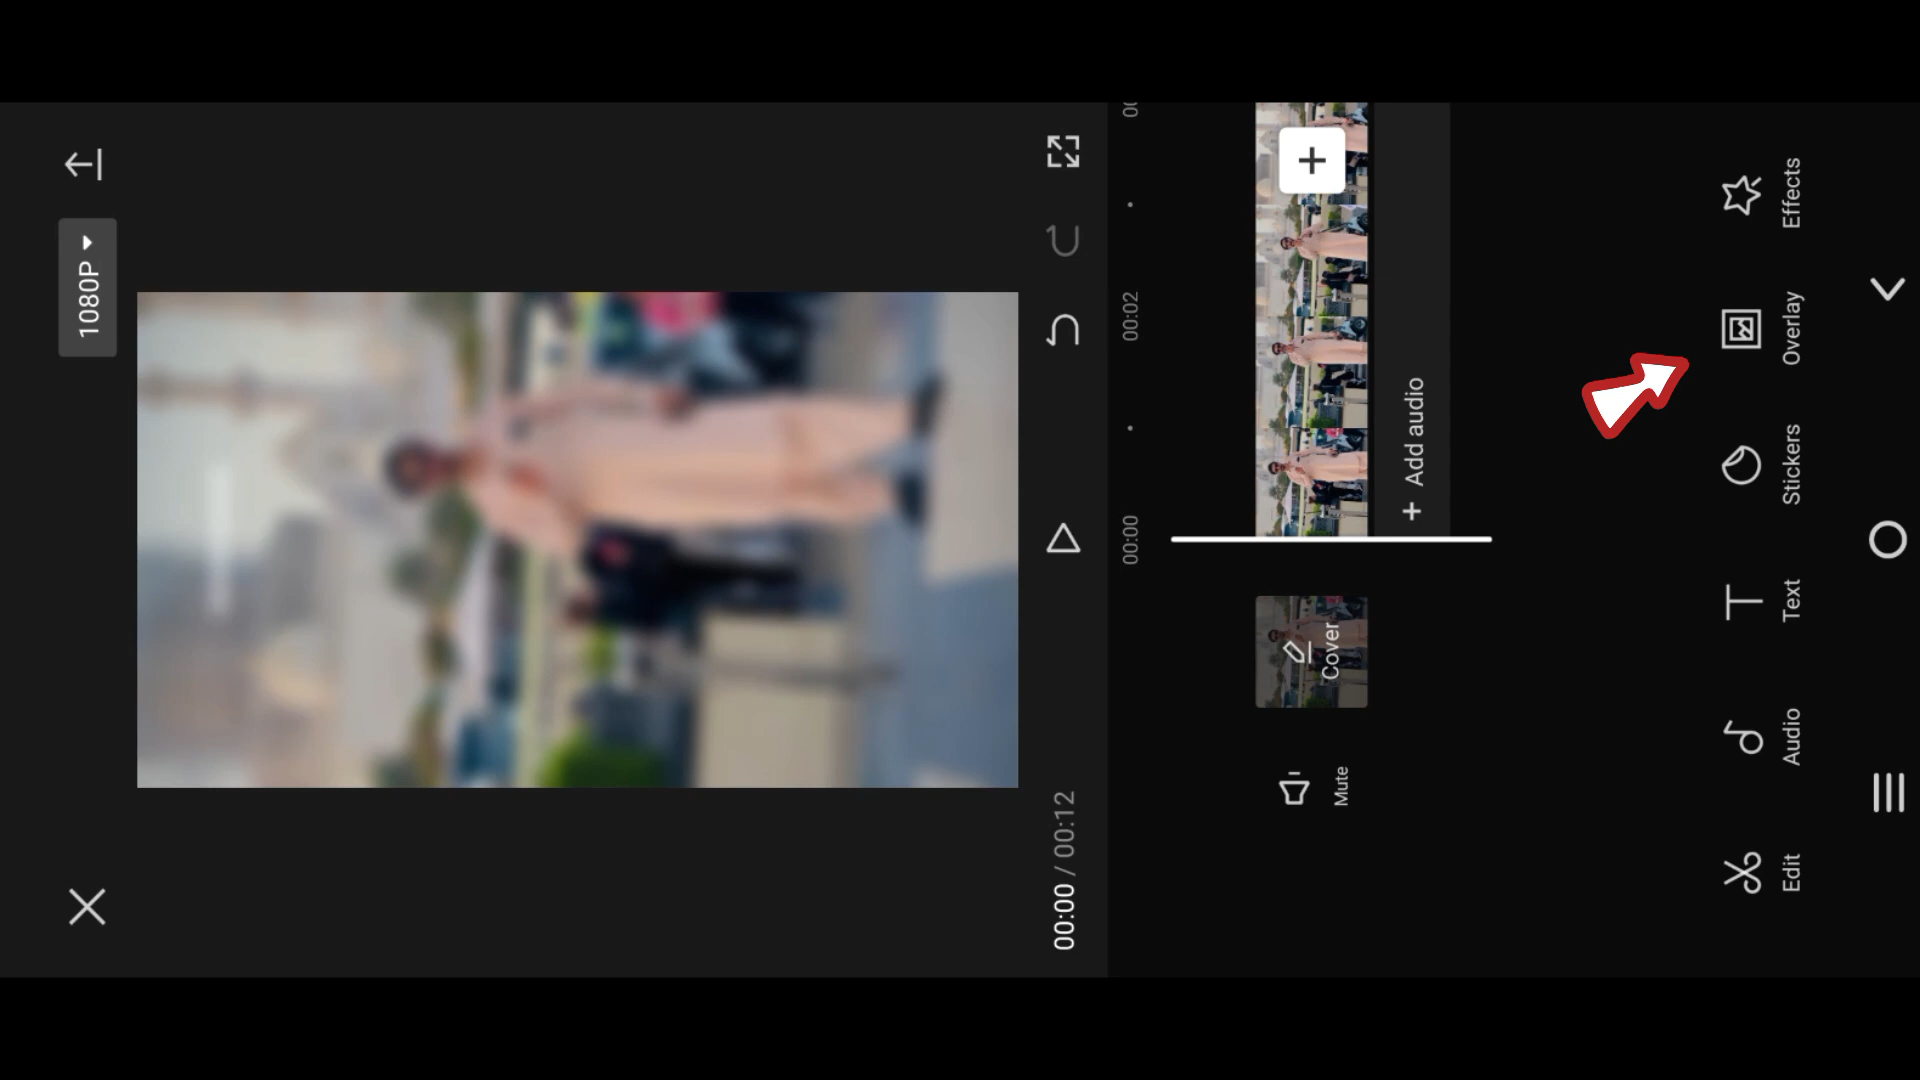 1080P
00:00 / 00:12
00:00
00:02
Mute
Cover
+ Add audio
Edit
Audio
Text
Stickers
Overlay
Effects